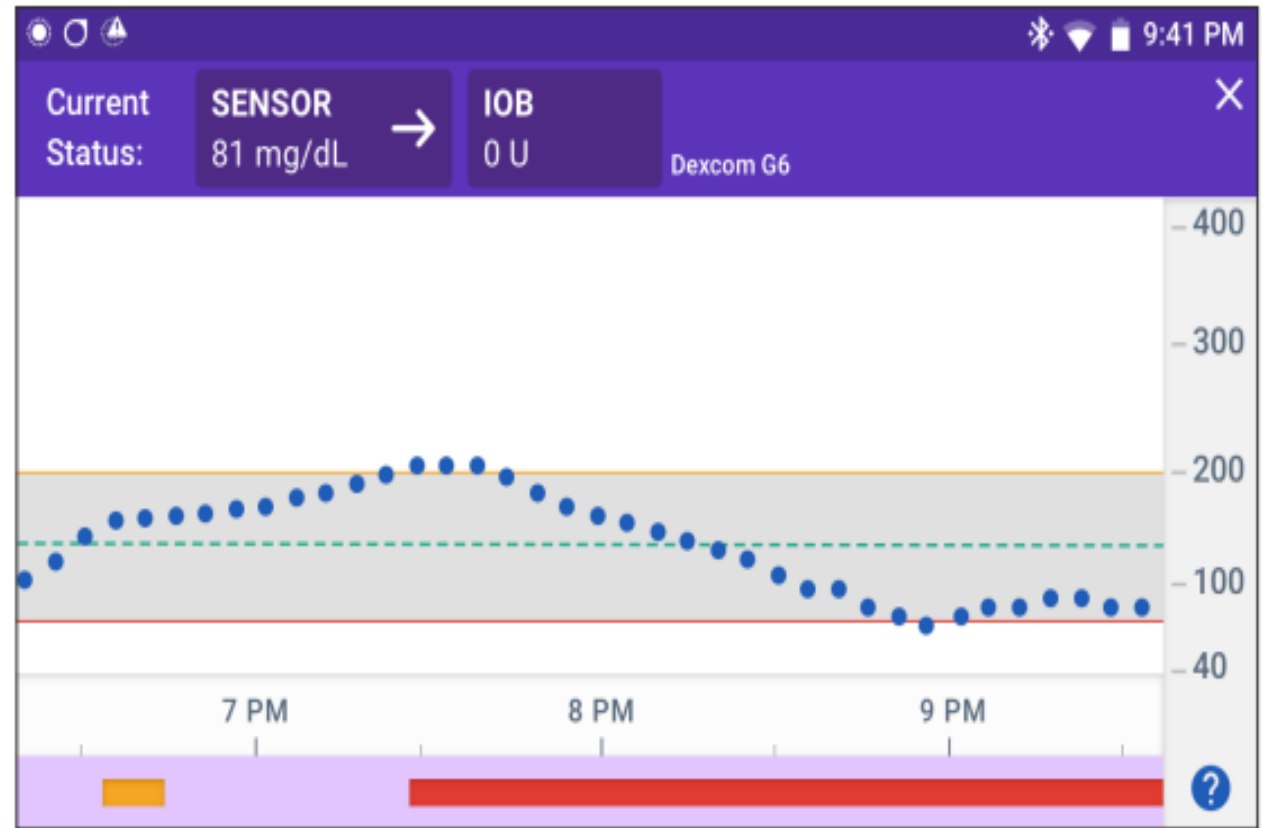 9:41 PM
Current
Status:
SENSOR
81 mg/dL
IOB
0 U
Dexcom G6
400
300
200
100
40
7 PM
8 PM
9 PM
?